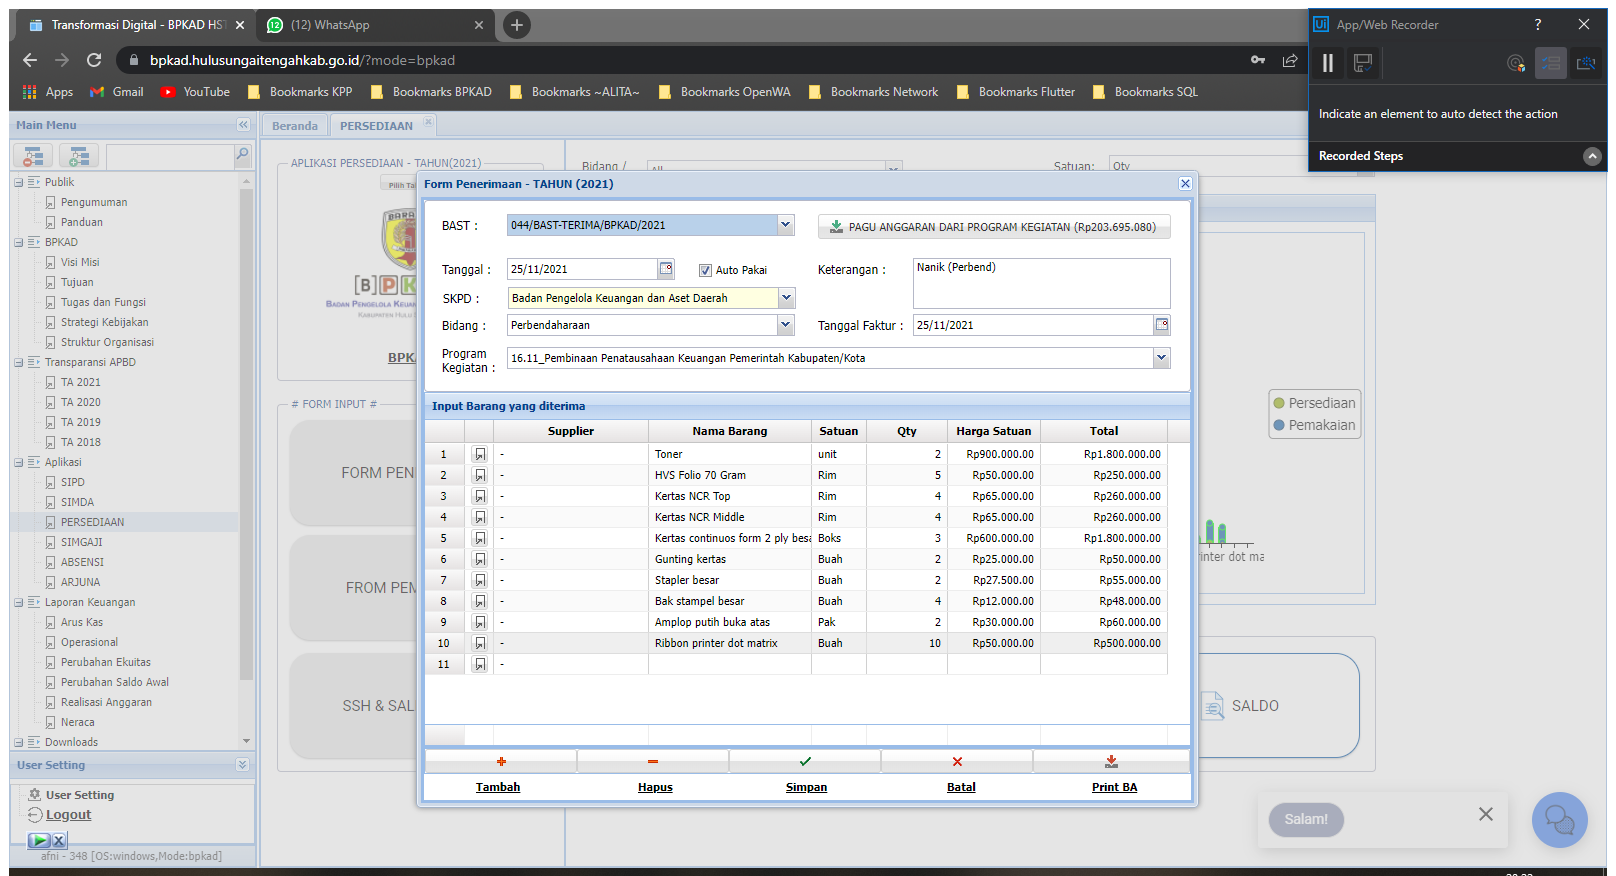 Transformasi Digital - BPKAD HST
(12) WhatsApp
App/Web Recorder
bpkad.hulusungaitengahkab.go.id/?mode=bpkad
Apps
Gmail
YouTube
Bookmarks KPP
Bookmarks BPKAD
Bookmarks ~ALITA~
Bookmarks OpenWA
Bookmarks Network
Bookmarks Flutter
Bookmarks SQL
Indicate an element to auto detect the action
Recorded Steps
Main Menu
Publik
Pengumuman
Panduan
BPKAD
Visi Misi
Tujuan
Tugas dan Fungsi
Strategi Kebijakan
Struktur Organisasi
Transparansi APBD
TA 2021
TA 2020
TA 2019
TA 2018
Aplikasi
SIPD
SIMDA
PERSEDIAAN
SIMGAJI
ABSENSI
ARJUNA
Laporan Keuangan
Arus Kas
Operasional
Perubahan Ekuitas
Perubahan Saldo Awal
Realisasi Anggaran
Neraca
Downloads
User Setting
User Setting
Logout
afni - 348 [OS:windows,Mode:bpkad]
Beranda
PERSEDIAAN
APLIKASI PERSEDIAAN - TAHUN(2021)
Bidang /
Satuan:
Qty
# FORM INPUT #
FORM PEN
FROM PEM
SSH & SAL
Persediaan
Pemakaian
SALDO
Salam!
Form Penerimaan - TAHUN (2021)
BAST :
044/BAST-TERIMA/BPKAD/2021
PAGU ANGGARAN DARI PROGRAM KEGIATAN (Rp203.695.080)
Tanggal :
25/11/2021
Auto Pakai
Keterangan :
Nanik (Perbend)
SKPD :
Badan Pengelola Keuangan dan Aset Daerah
Bidang :
Perbendaharaan
Tanggal Faktur :
25/11/2021
Program Kegiatan :
16.11_Pembinaan Penatausahaan Keuangan Pemerintah Kabupaten/Kota
Input Barang yang diterima
Supplier Nama Barang Satuan Qty Harga Satuan Total
1 - Toner unit 2 Rp900.000.00 Rp1.800.000.00
2 - HVS Folio 70 Gram Rim 5 Rp50.000.00 Rp250.000.00
3 - Kertas NCR Top Rim 4 Rp65.000.00 Rp260.000.00
4 - Kertas NCR Middle Rim 4 Rp65.000.00 Rp260.000.00
5 - Kertas continuos form 2 ply besa Boks 3 Rp600.000.00 Rp1.800.000.00
6 - Gunting kertas Buah 2 Rp25.000.00 Rp50.000.00
7 - Stapler besar Buah 2 Rp27.500.00 Rp55.000.00
8 - Bak stampel besar Buah 4 Rp12.000.00 Rp48.000.00
9 - Amplop putih buka atas Pak 2 Rp30.000.00 Rp60.000.00
10 - Ribbon printer dot matrix Buah 10 Rp50.000.00 Rp500.000.00
11 -
Tambah
Hapus
Simpan
Batal
Print BA